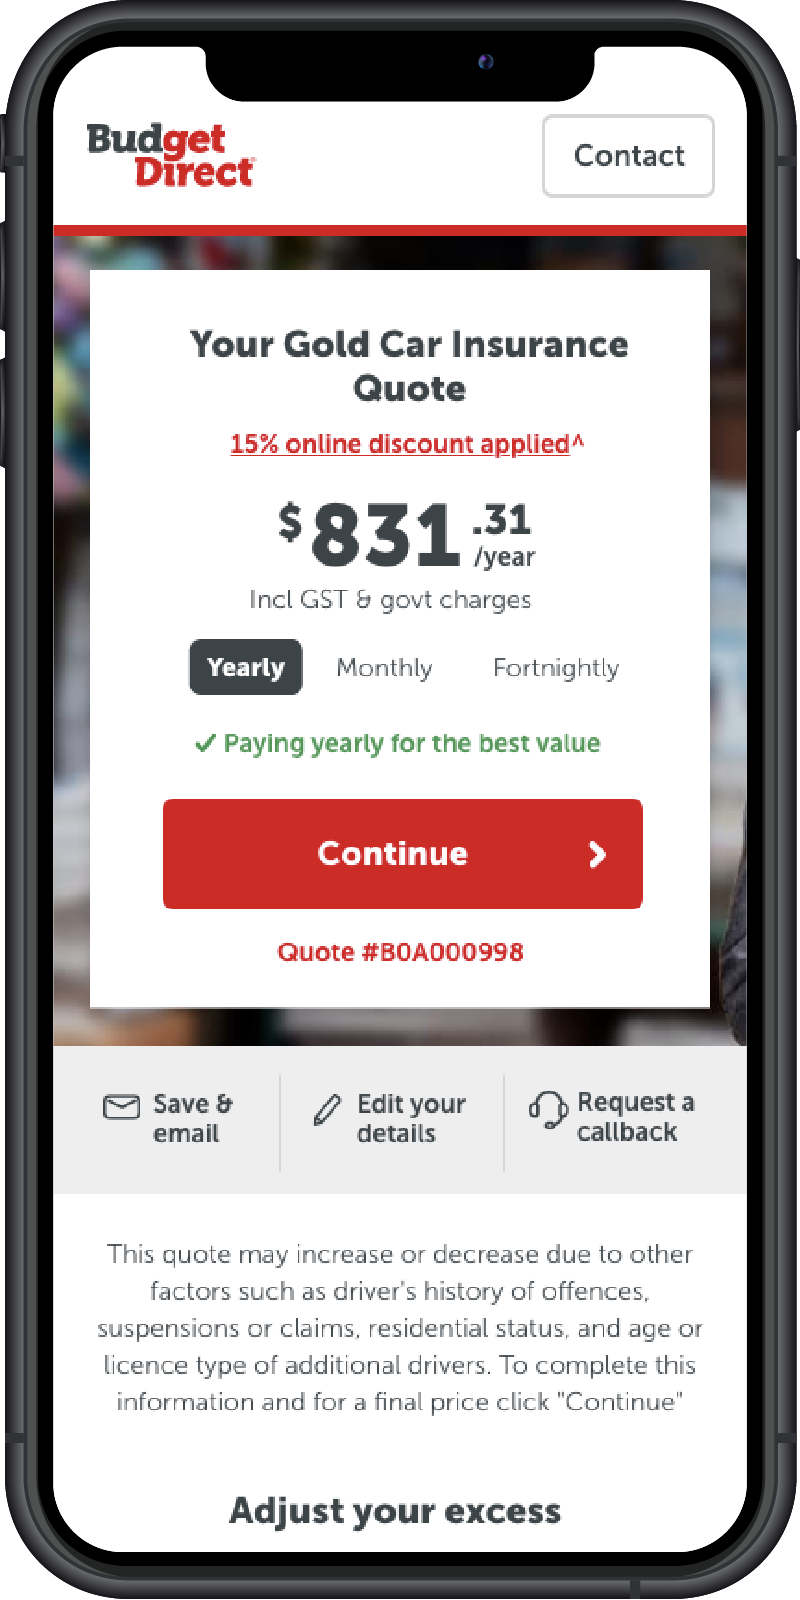 Budget
Direct
Contact
Your Gold Car Insurance
Quote
15% online discount applied^
$831.31
/year
Incl GST & govt charges
Yearly Monthly Fortnightly
✓ Paying yearly for the best value
Continue
Quote #B0A000998
Save &
email
Edit your
details
Request a
callback
This quote may increase or decrease due to other
factors such as driver's history of offences,
suspensions or claims, residential status, and age or
licence type of additional drivers. To complete this
information and for a final price click "Continue"
Adjust your excess